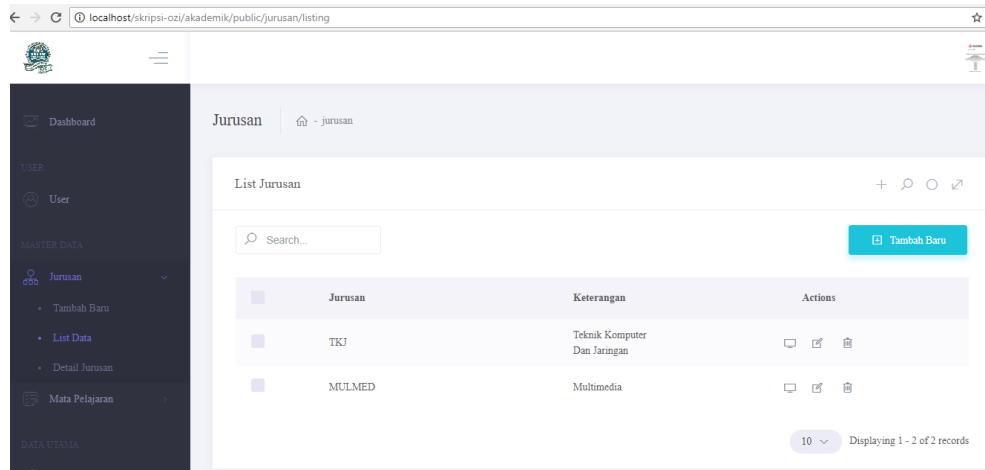 localhost/skripsi-ozi/akademik/public/jurusan/listing
Dashboard
USER
User
MASTER DATA
Jurusan
Tambah Baru
List Data
Detail Jurusan
Mata Pelajaran
DATA UTAMA
Jurusan - jurusan
List Jurusan
Search...
Tambah Baru
Jurusan Keterangan Actions
TKJ Teknik Komputer
Dan Jaringan
MULMED Multimedia
10 Displaying 1 - 2 of 2 records